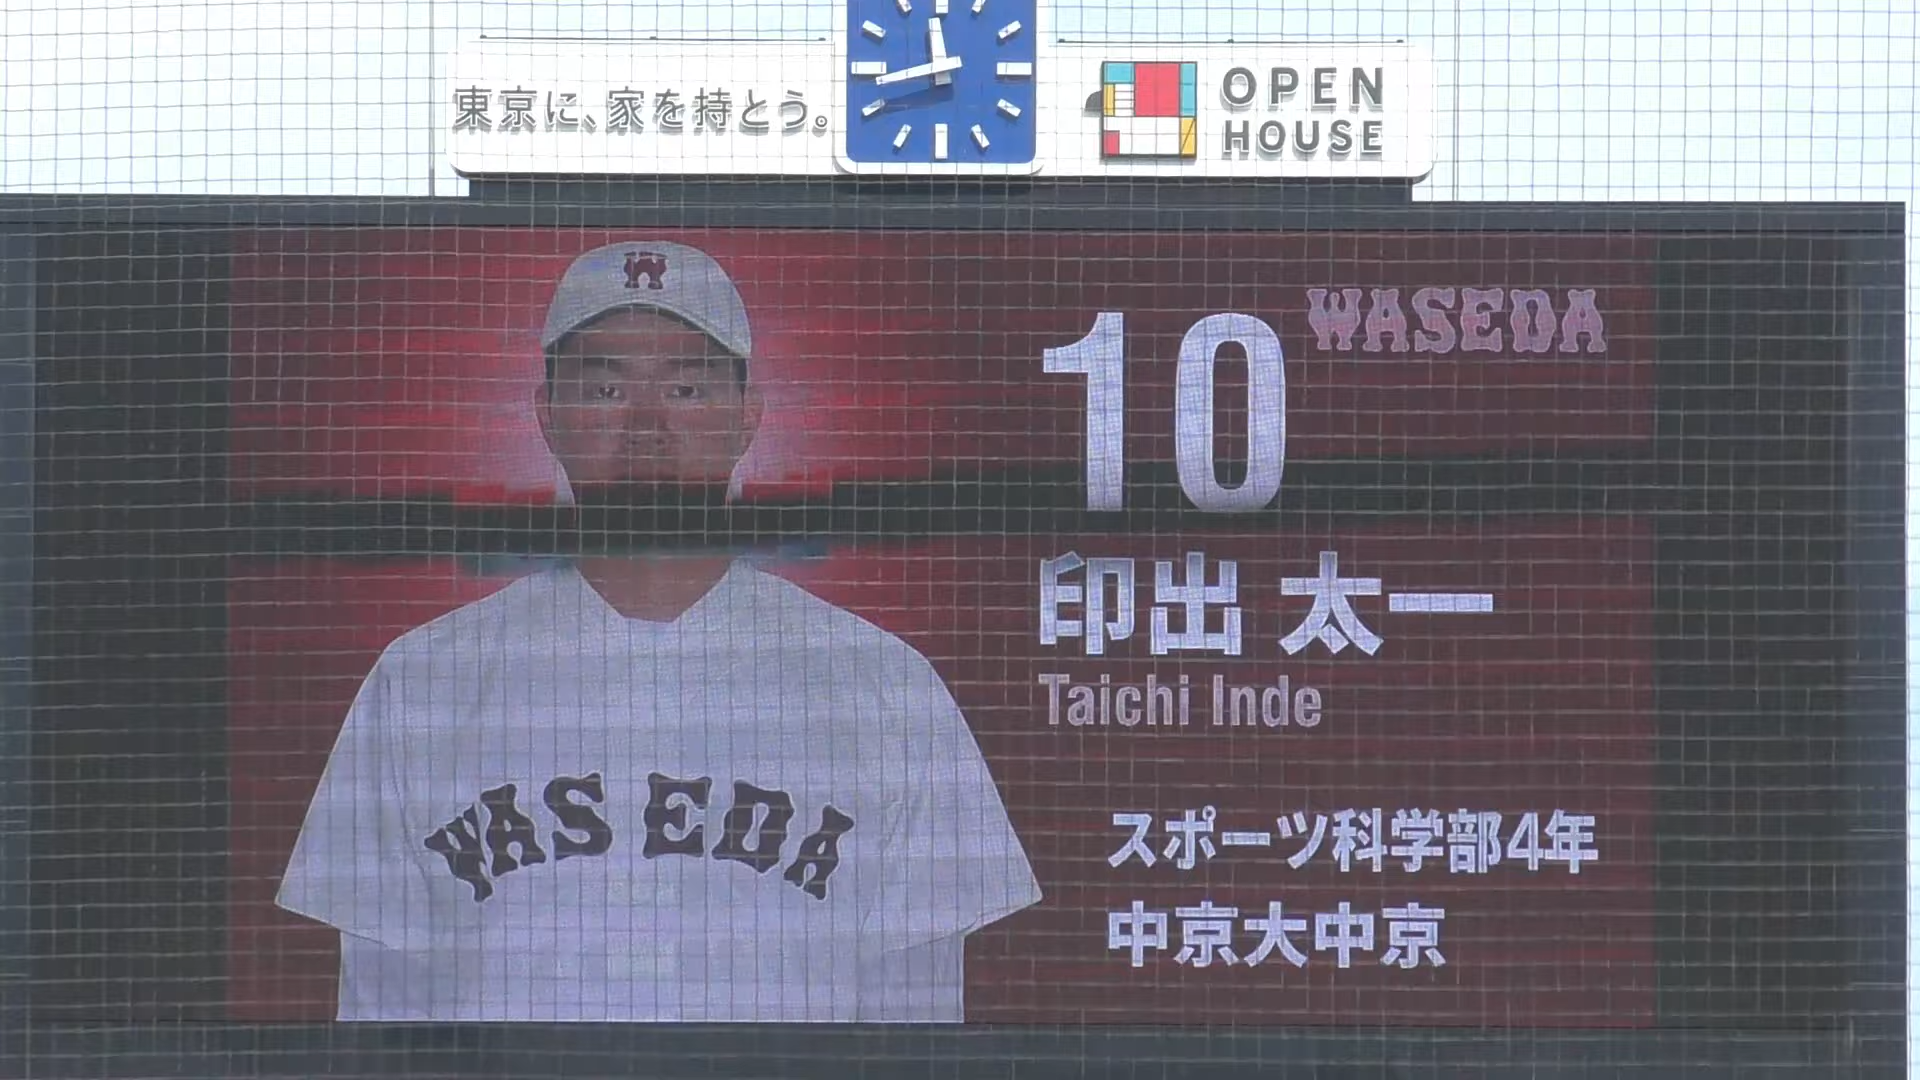 東京に、家を持とう。
OPEN
HOUSE
W
10
WASEDA
印出 太一
Taichi Inde
WASEDA
スポーツ科学部4年
中京大中京